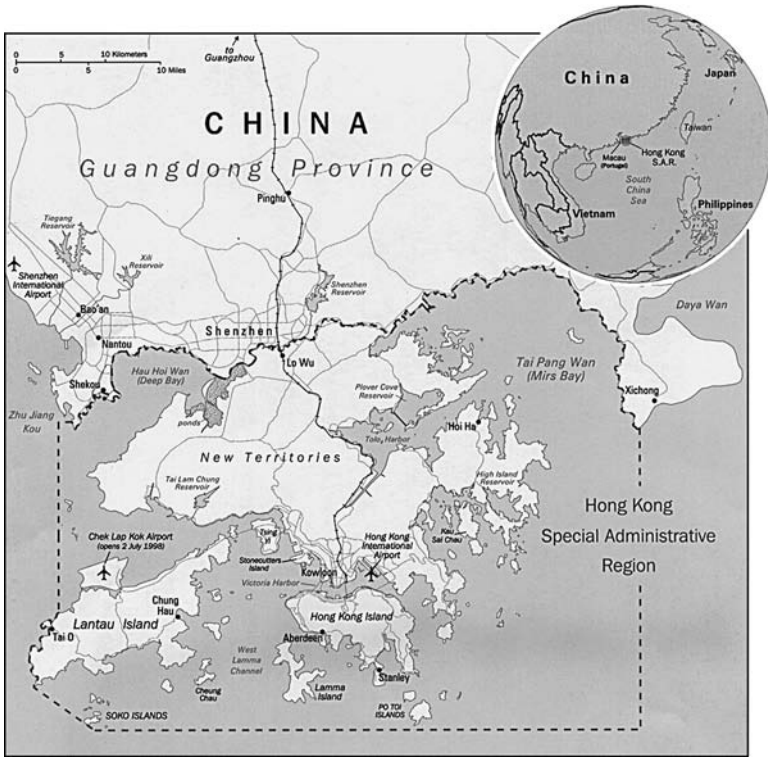 to
Guangzhou
0 5 10 Kilometers
0 5 10 Miles
CHINA
Guangdong Province
Pinghu
Tiegang
Reservoir
Xili
Reservoir
Shenzhen
International
Airport
Shenzhen
Reservoir
Bao'an
Nantou
Shenzhen
Shekou
Hau Hoi Wan
(Deep Bay)
Lo Wu
Zhu Jiang
Kou
ponds
Plover Cove
Reservoir
Tai Pang Wan
(Mirs Bay)
Daya Wan
Xichong
Tolo Harbor
Hoi Ha
New Territories
Tai Lam Chung
Reservoir
High Island
Reservoir
Chek Lap Kok Airport
(opens 2 July 1998)
Tsing
Yi
Stonecutters
Island
Kowloon
Hong Kong
International
Airport
Kau
Sai Chau
Hong Kong
Special Administrative
Region
Victoria Harbor
Chung
Hau
Lantau Island
Tai O
Hong Kong Island
Aberdeen
West
Lamma
Channel
Stanley
Cheung
Chau
Lamma
Island
SOKO ISLANDS
PO TOI
ISLANDS
China
Japan
Taiwan
Hong Kong
S.A.R.
Macau
(Portugal)
South
China
Sea
Vietnam
Philippines